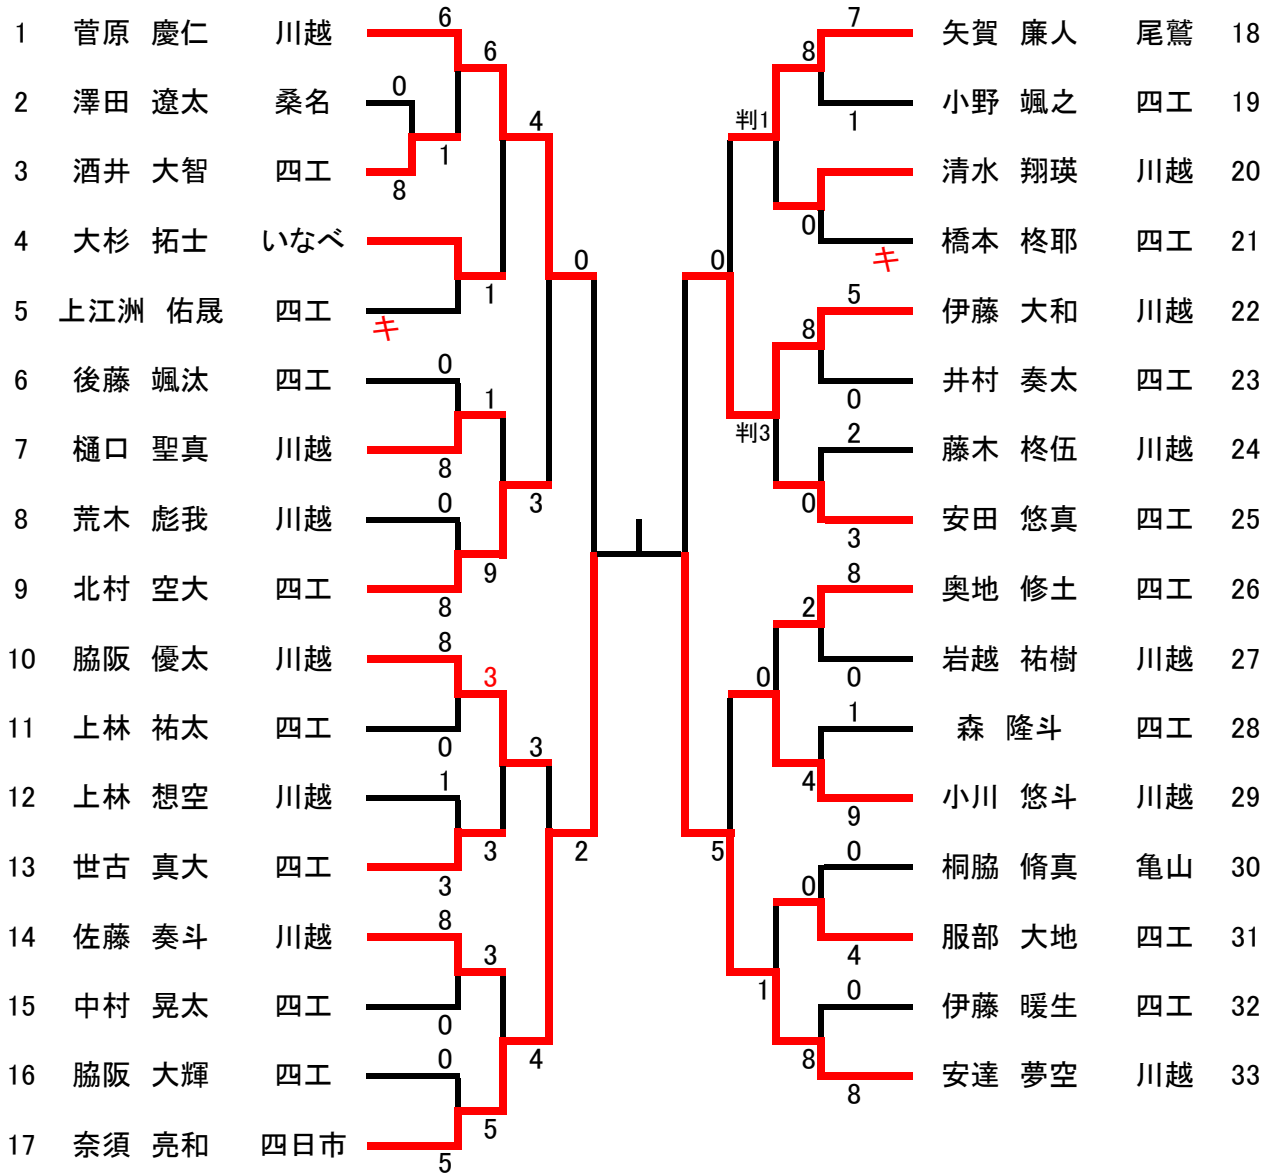 1 菅原 慶仁 川越 6
6
2 澤田 遼太 桑名 0
4
1
3 酒井 大智 四工 8
4 大杉 拓士 いなべ
0
1
5 上江洲 佑晟 四工 キ
6 後藤 颯汰 四工 0
1
7 樋口 聖真 川越 8
3
8 荒木 彪我 川越 0
9
9 北村 空大 四工 8
10 脇阪 優太 川越 8
3
11 上林 祐太 四工 0
3
12 上林 想空 川越 1
3
2
13 世古 真大 四工 3
14 佐藤 奏斗 川越 8
3
15 中村 晃太 四工 0
4
16 脇阪 大輝 四工 0
5
17 奈須 亮和 四日市 5
7 矢賀 廉人 尾鷲 18
8
1 小野 颯之 四工 19
判1
清水 翔瑛 川越 20
0
キ 橋本 柊耶 四工 21
0
5 伊藤 大和 川越 22
8
0 井村 奏太 四工 23
判3
2 藤木 柊伍 川越 24
0
3 安田 悠真 四工 25
8 奥地 修土 四工 26
2
0 岩越 祐樹 川越 27
0
1 森 隆斗 四工 28
4
9 小川 悠斗 川越 29
5
0 桐脇 脩真 亀山 30
0
4 服部 大地 四工 31
1
0 伊藤 暖生 四工 32
8
8 安達 夢空 川越 33